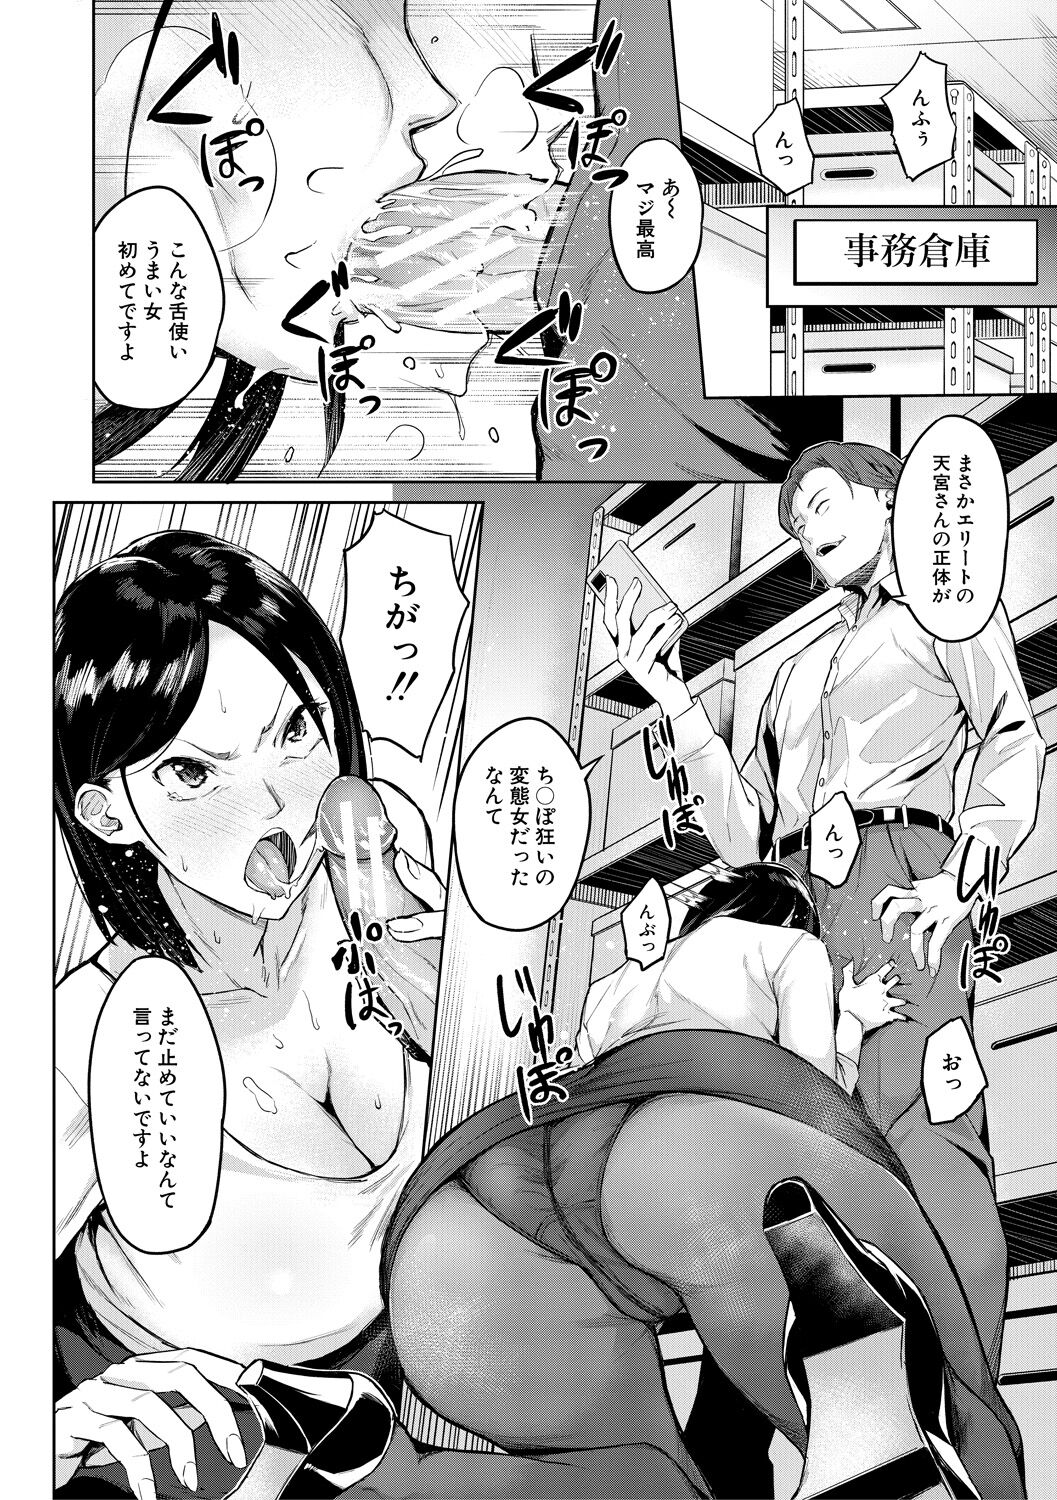 んふぅ
んっ
事務倉庫
あ〜
マジ最高
ぐぽっ
ぐぽっ
ぐぽっ
ぐぽっ
こんな舌使い
うまい女
初めてですよ
まさかエリートの
天宮さんの正体が
ち○ぽ狂いの
変態女だった
なんて
じゅぽ
んっ
んぶっ
じゅぽ
じゅぽ
おっ
ちがっ!!
ぷはっ
まだ止めていいなんて
言ってないですよ